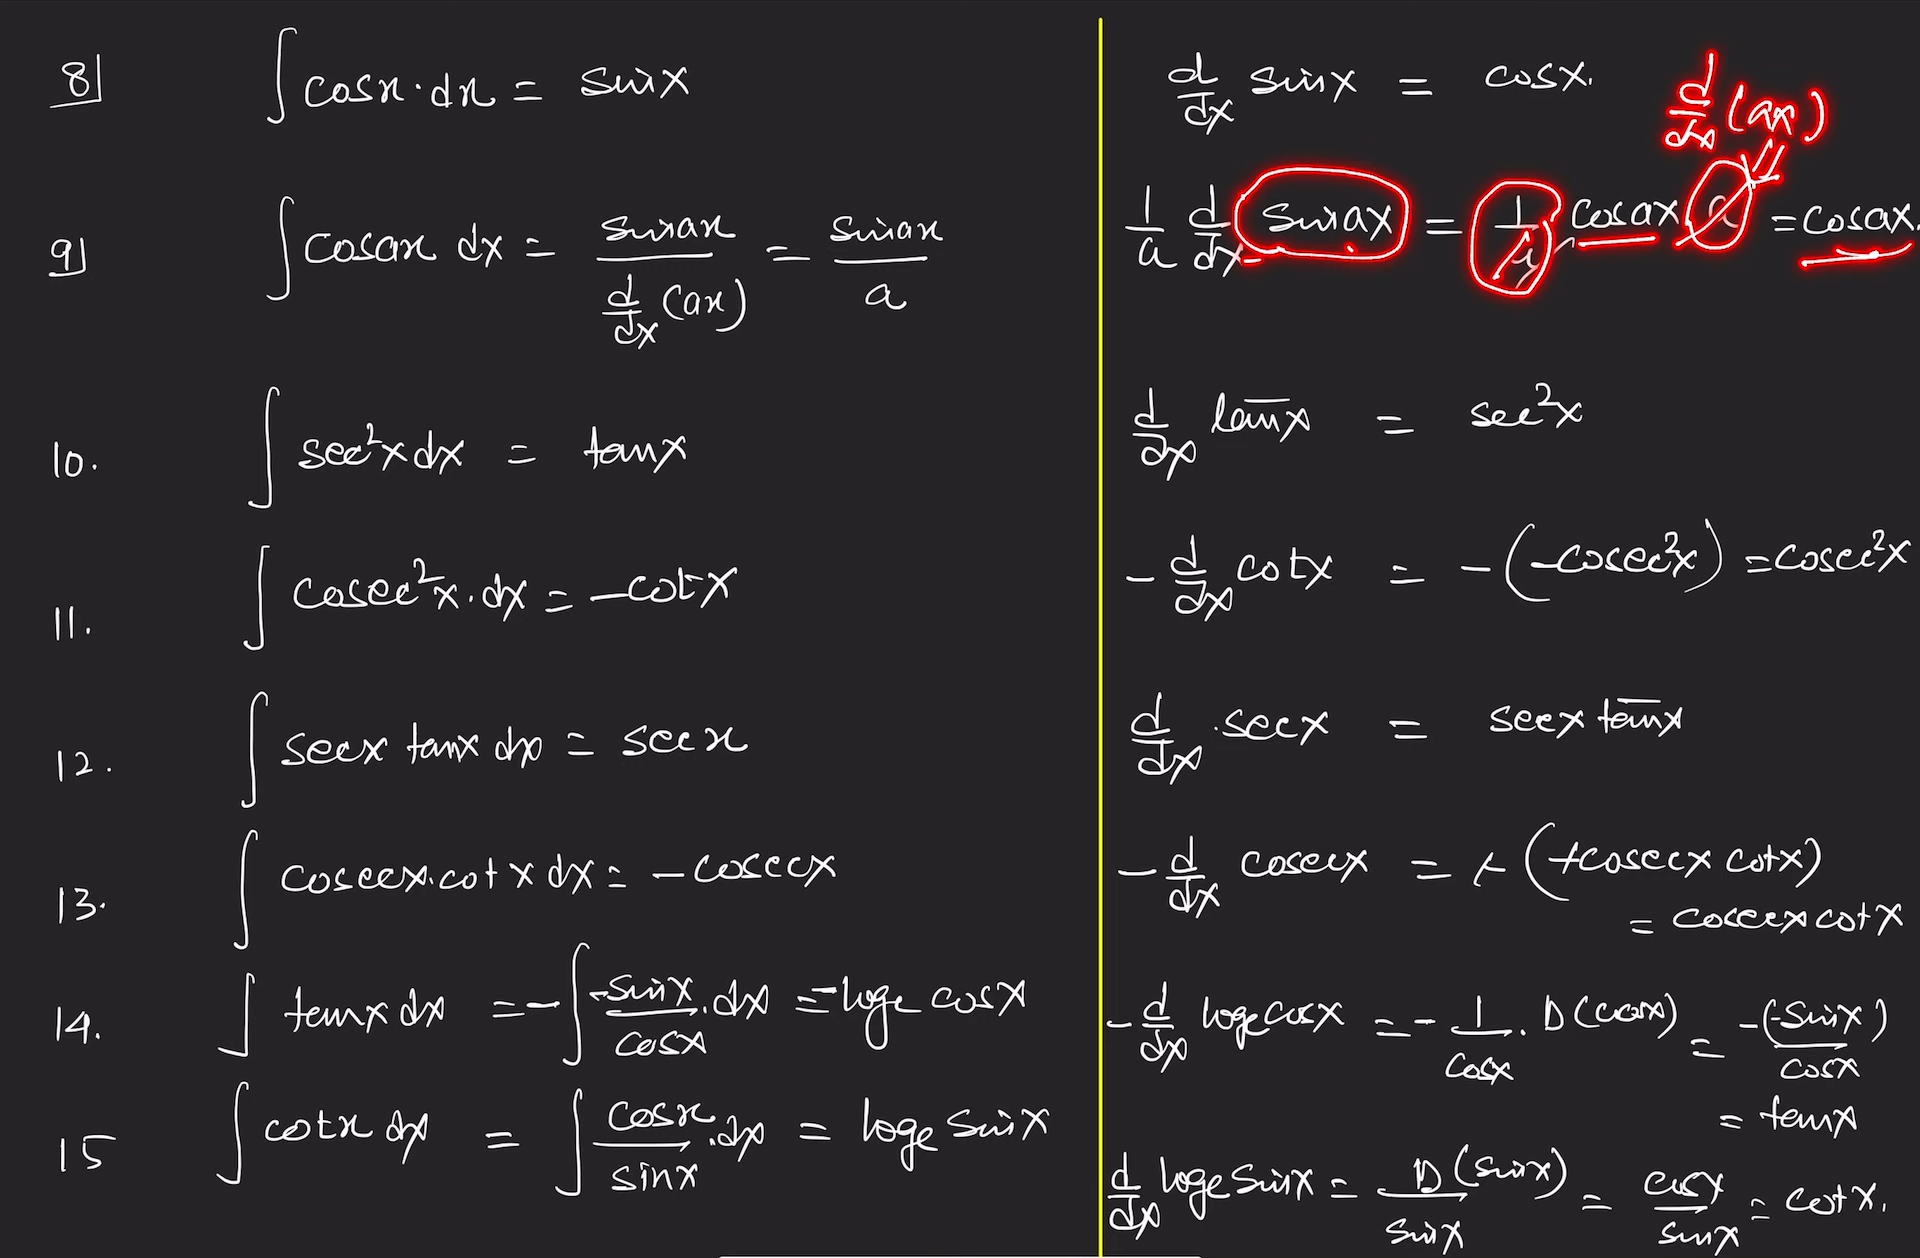 8] ∫ cosx·dx = sinx
d/dx sinx = cosx.
d/dx (ax)
9] ∫ cosax dx = sinax / d/dx (ax) = sinax / a
1/a d/dx sinax = 1/a cosax a = cosax.
10. ∫ sec²x dx = tanx
d/dx tanx = sec²x
11. ∫ cosec²x.dx = -cotx
- d/dx cotx = - (-cosec²x) = cosec²x
12. ∫ secx tanx dx = secx
d/dx .secx = secx tanx
13. ∫ cosecx.cotx dx = -cosecx
- d/dx cosecx = + (+cosecx cotx)
= cosecx cotx
14. ∫ tanx dx = - ∫ -sinx/cosx .dx = -logₑ cosx
- d/dx logₑcosx = - 1/cosx . D(cosx) = -(-sinx)/cosx
= tanx
15 ∫ cotx dx = ∫ cosx/sinx .dx = logₑ sinx
d/dx logₑ sinx = D(sinx)/sinx = cosx/sinx = cotx.